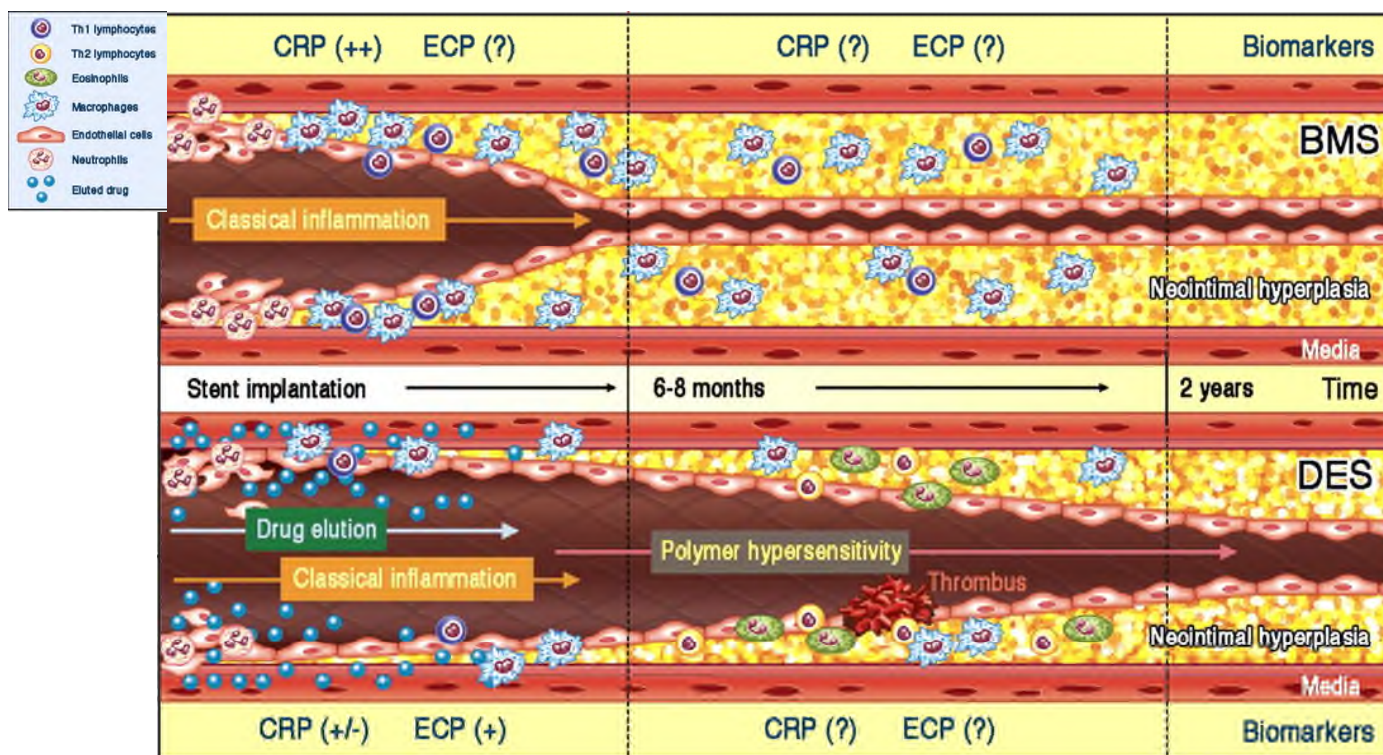 Th1 lymphocytes
Th2 lymphocytes
Eosinophils
Macrophages
Endothelial cells
Neutrophils
Eluted drug
CRP (++) ECP (?) CRP (?) ECP (?) Biomarkers
BMS
Classical inflammation
Neointimal hyperplasia
Media
Stent implantation 6-8 months 2 years Time
DES
Drug elution
Polymer hypersensitivity
Classical inflammation
Thrombus
Neointimal hyperplasia
Media
CRP (+/-) ECP (+) CRP (?) ECP (?) Biomarkers